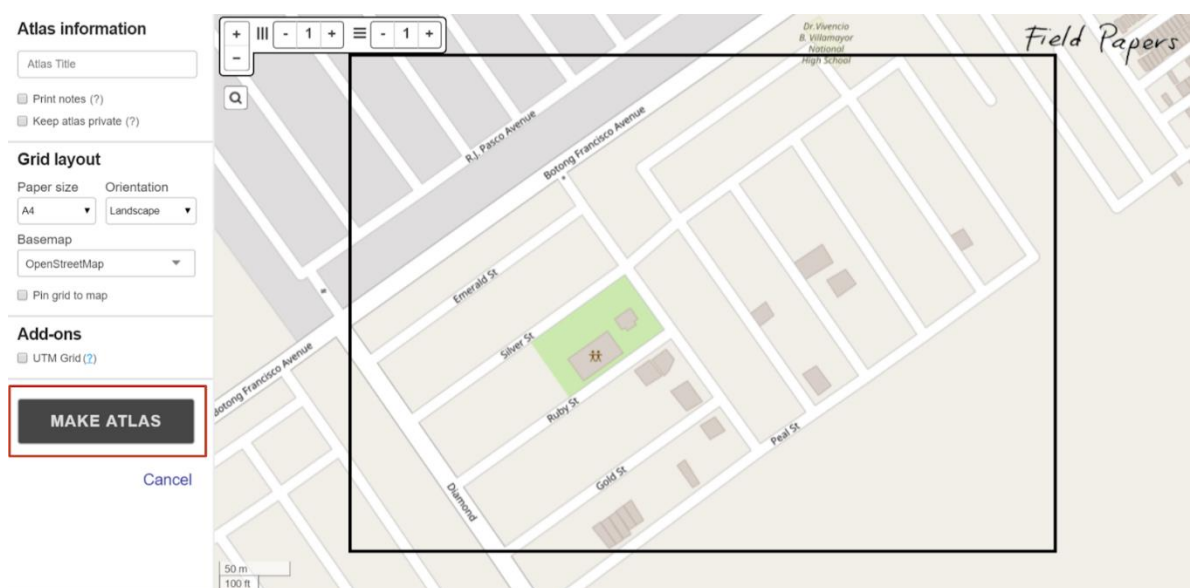 Atlas information
Atlas Title
Print notes (?)
Keep atlas private (?)
Grid layout
Paper size Orientation
A4 Landscape
Basemap
OpenStreetMap
Pin grid to map
Add-ons
UTM Grid (?)
MAKE ATLAS
Cancel
+ - 1 + - 1 +
-
Dr. Vivencio
B. Villamayor
National
High School
Field Papers
R.J. Pasco Avenue
Botong Francisco Avenue
Emerald St
Silver St
Botong Francisco Avenue
Ruby St
Peal St
Gold St
Diamond
50 m
100 ft